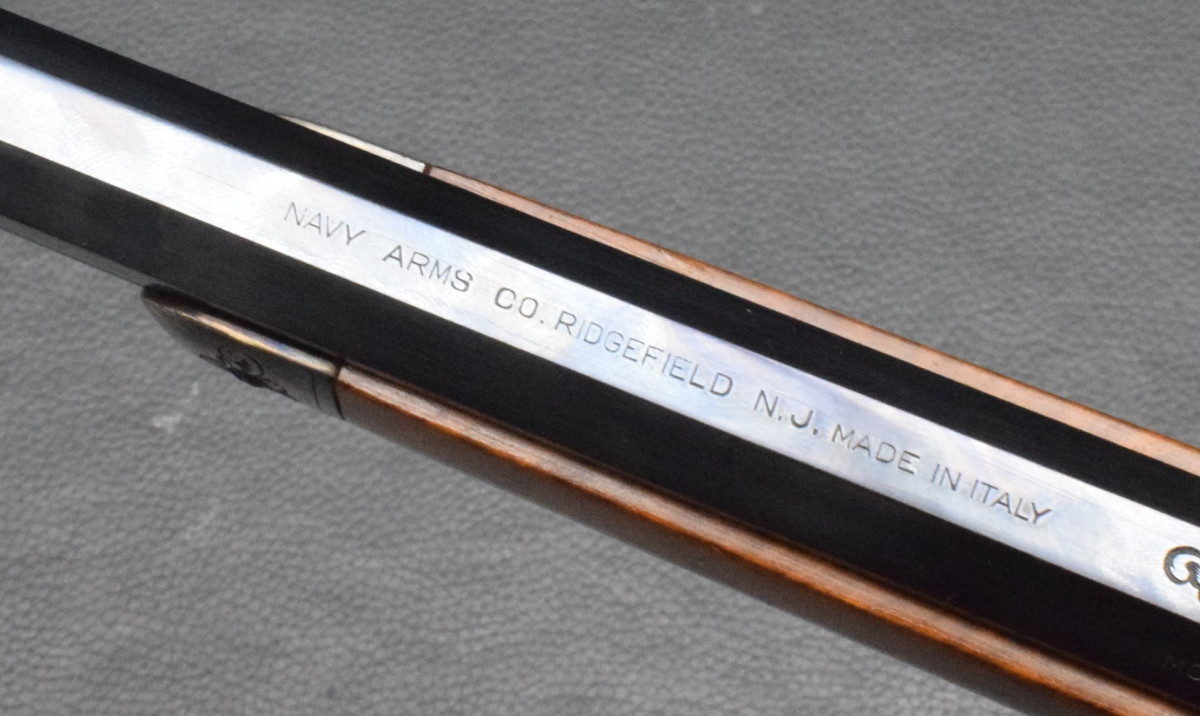 NAVY ARMS CO. RIDGEFIELD N.J. MADE IN ITALY